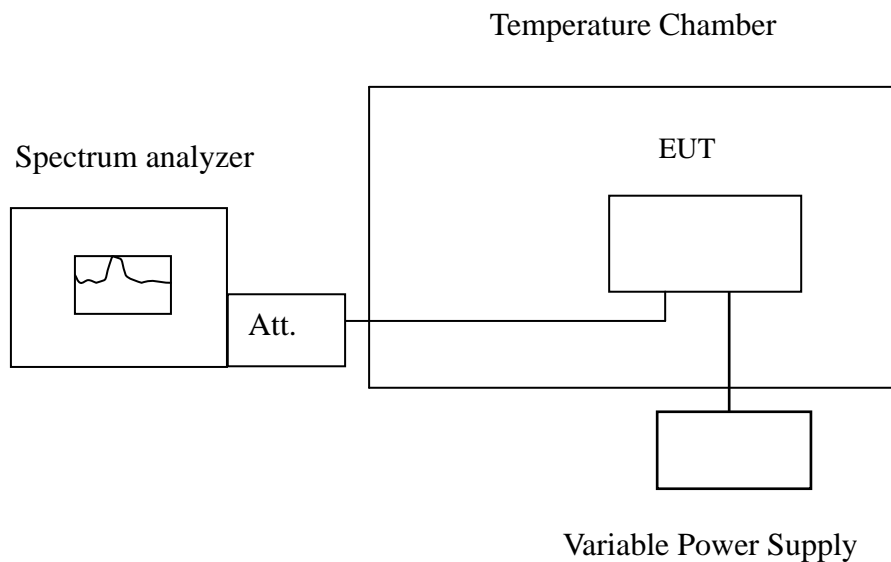 Temperature Chamber
Spectrum analyzer
EUT
Att.
Variable Power Supply